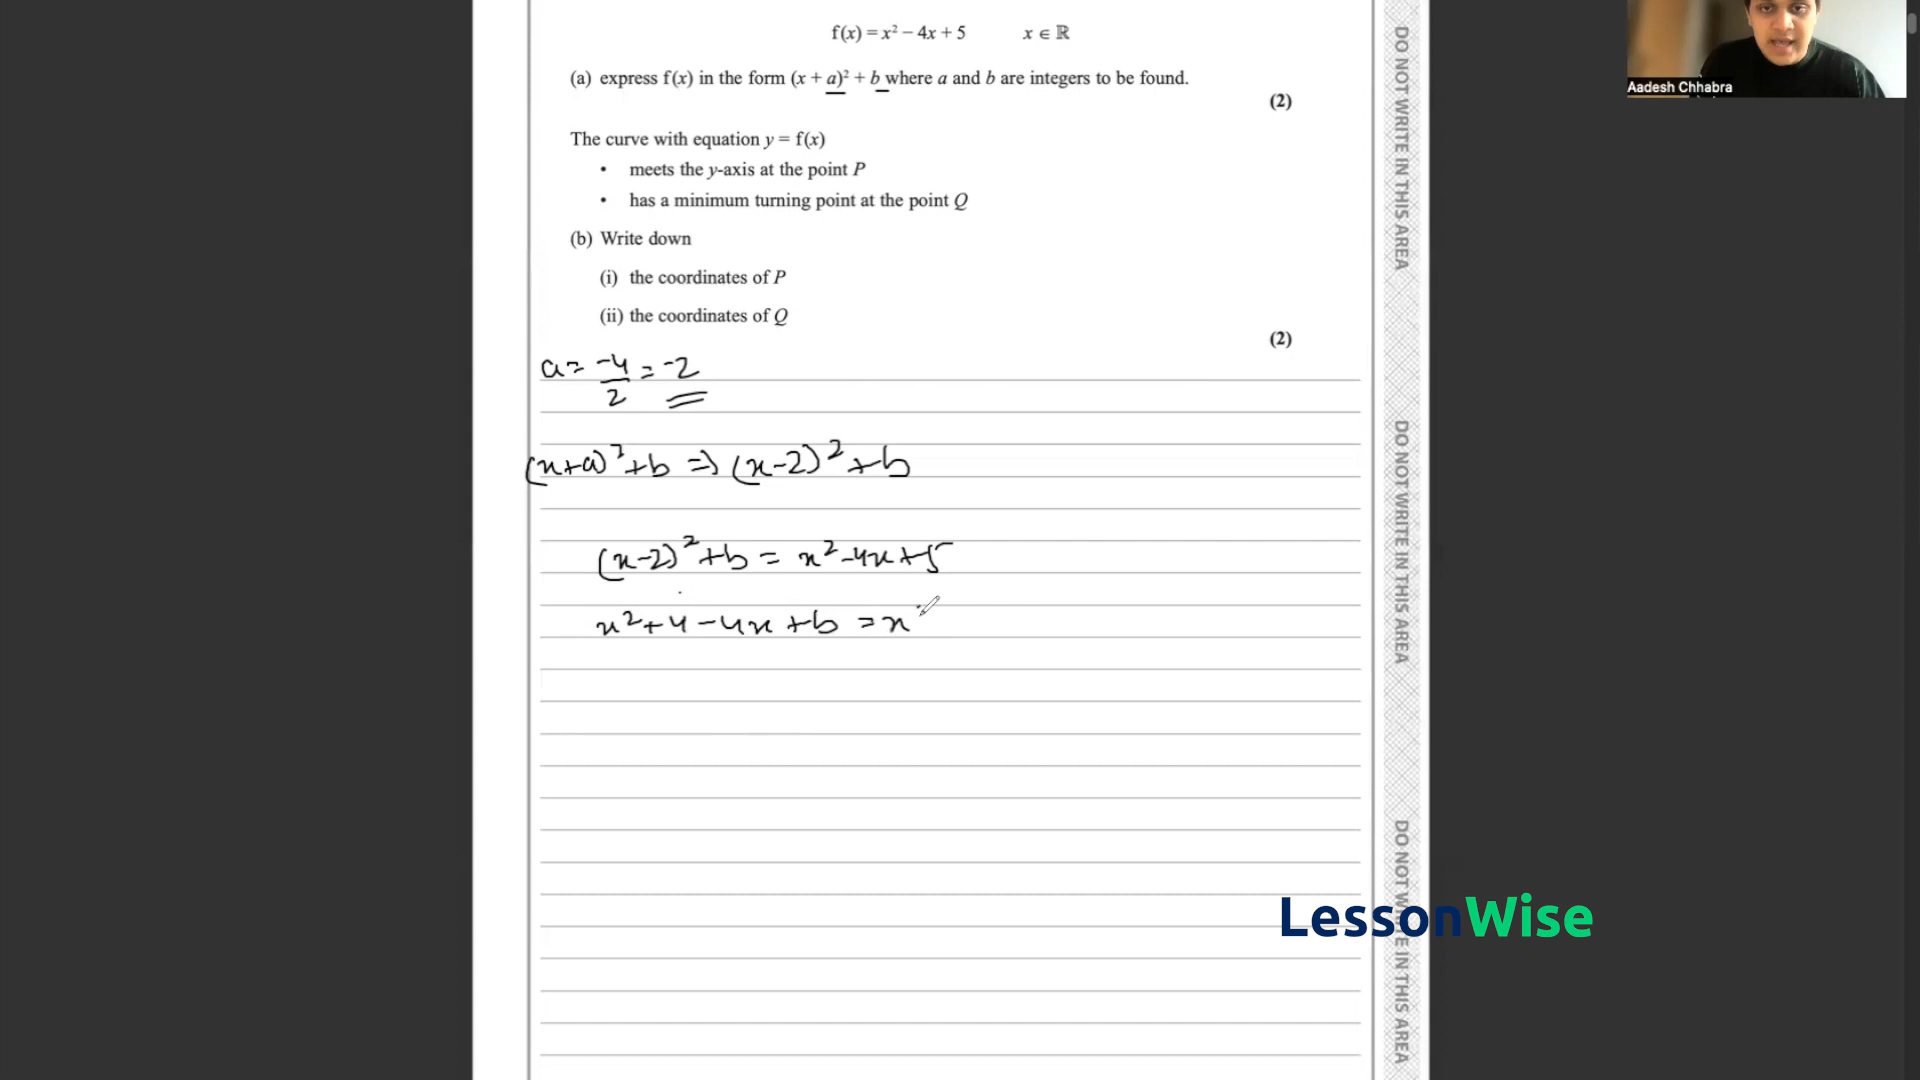 f(x) = x² − 4x + 5 x ∈ ℝ
(a) express f(x) in the form (x + a)² + b where a and b are integers to be found.
(2)
The curve with equation y = f(x)
• meets the y-axis at the point P
• has a minimum turning point at the point Q
(b) Write down
(i) the coordinates of P
(ii) the coordinates of Q
(2)
a = -4/2 = -2
(x+a)²+b ⇒ (x-2)²+b
(x-2)²+b = x²-4x+5
x²+4-4x+b = x
DO NOT WRITE IN THIS AREA
DO NOT WRITE IN THIS AREA
DO NOT WRITE IN THIS AREA
Aadesh Chhabra
LessonWise